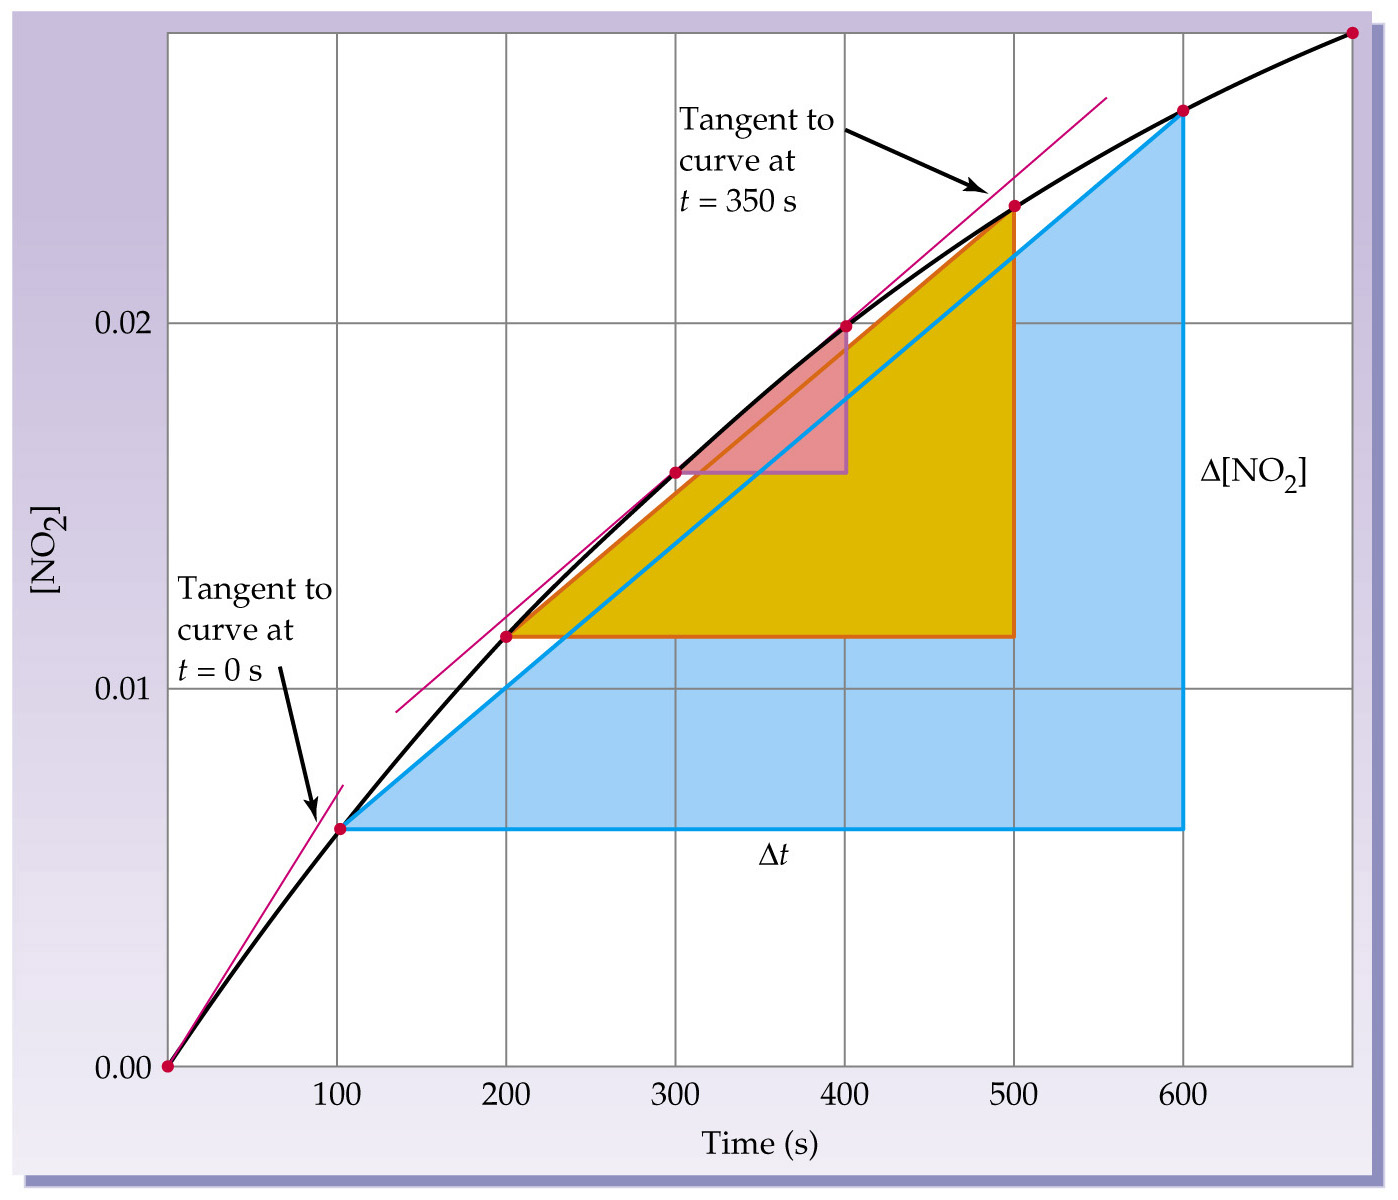 Tangent to
curve at
t = 350 s
0.02
Δ[NO₂]
[NO₂]
Tangent to
curve at
t = 0 s
0.01
Δt
0.00
100 200 300 400 500 600
Time (s)